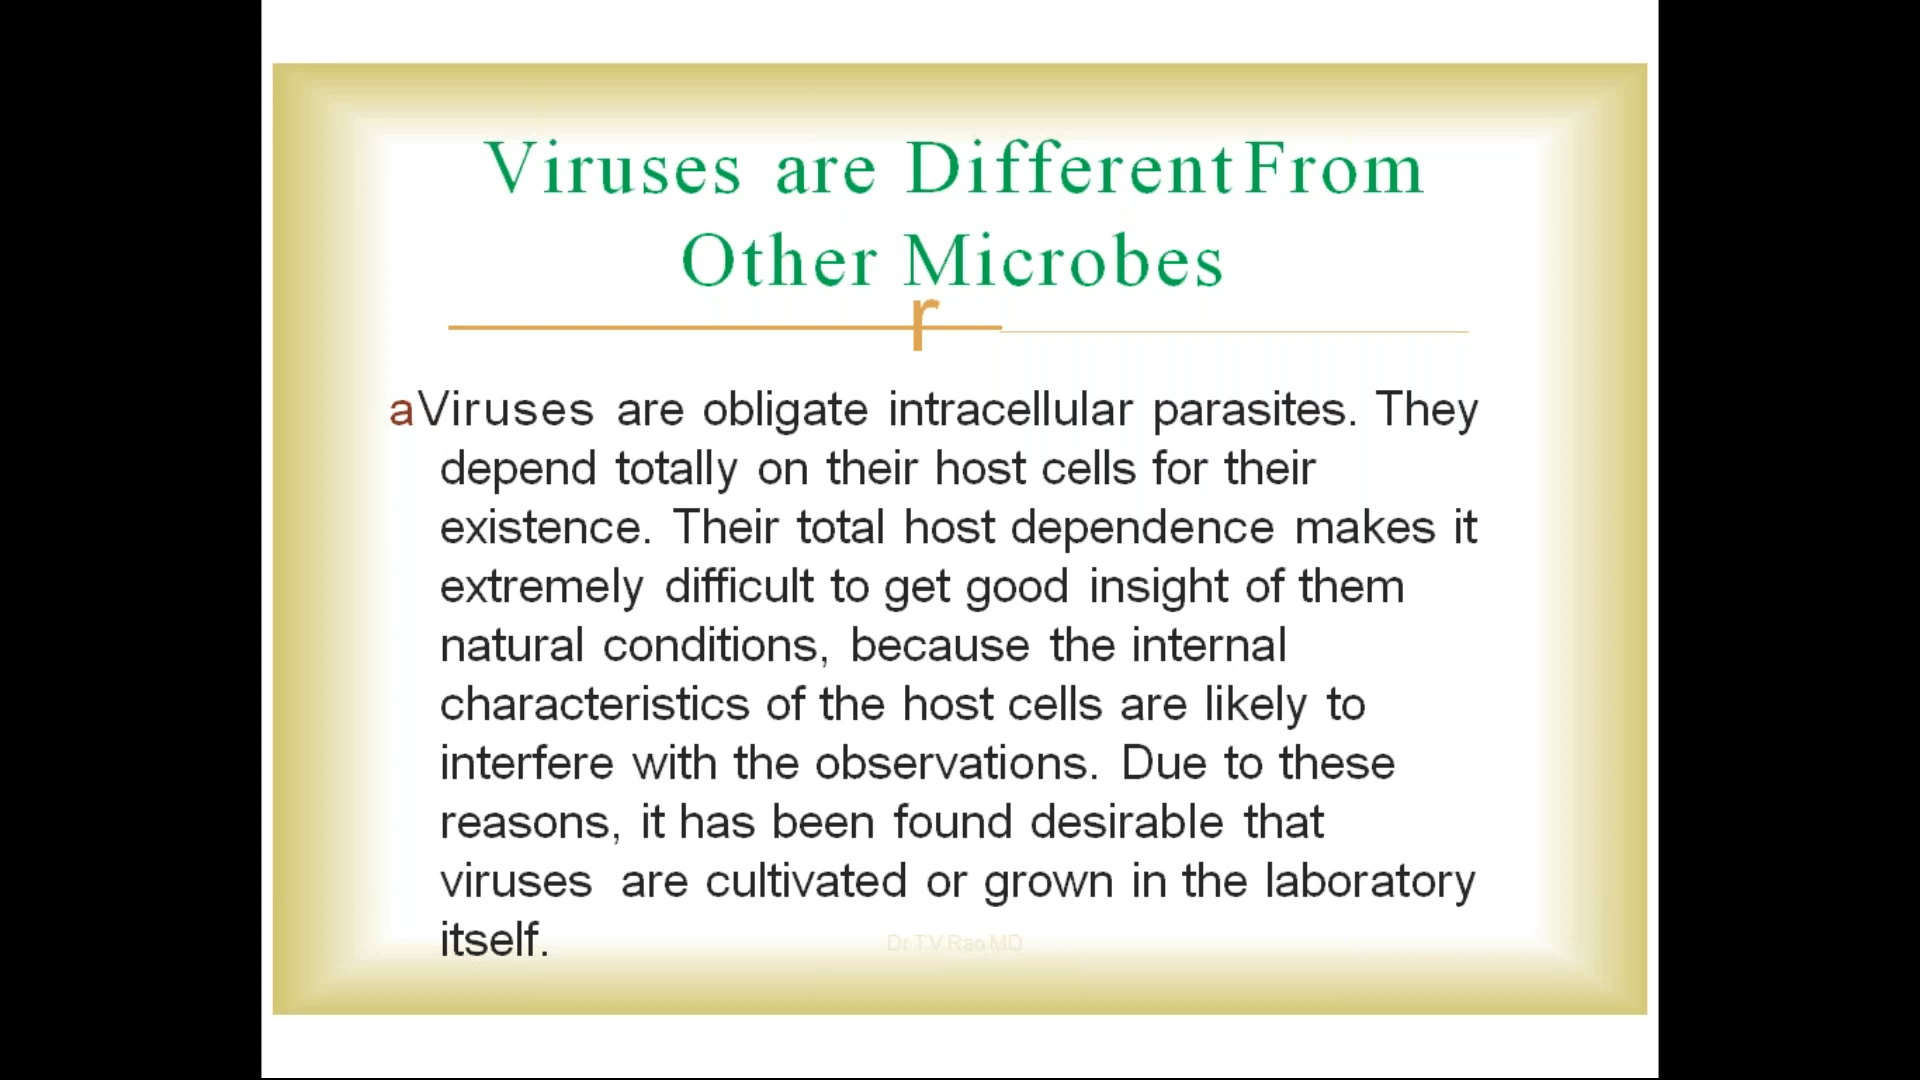 Viruses are Different From
Other Microbes
r
aViruses are obligate intracellular parasites. They
depend totally on their host cells for their
existence. Their total host dependence makes it
extremely difficult to get good insight of them
natural conditions, because the internal
characteristics of the host cells are likely to
interfere with the observations. Due to these
reasons, it has been found desirable that
viruses are cultivated or grown in the laboratory
itself.
Dr.T.V.Rao MD